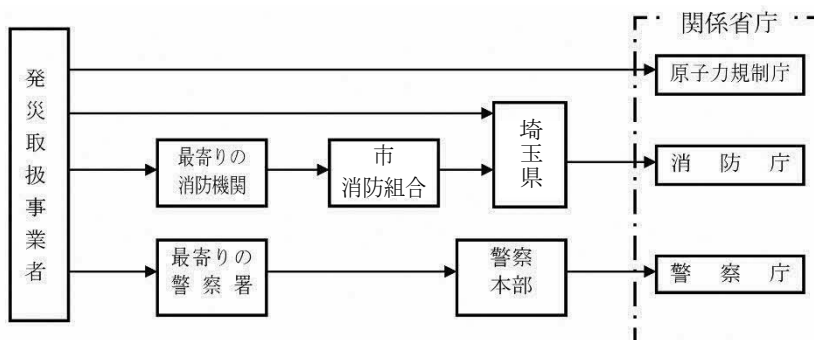 関係省庁
発災取扱事業者
原子力規制庁
埼玉県
最寄りの
消防機関
市
消防組合
消防庁
最寄りの
警察署
警察
本部
警察庁